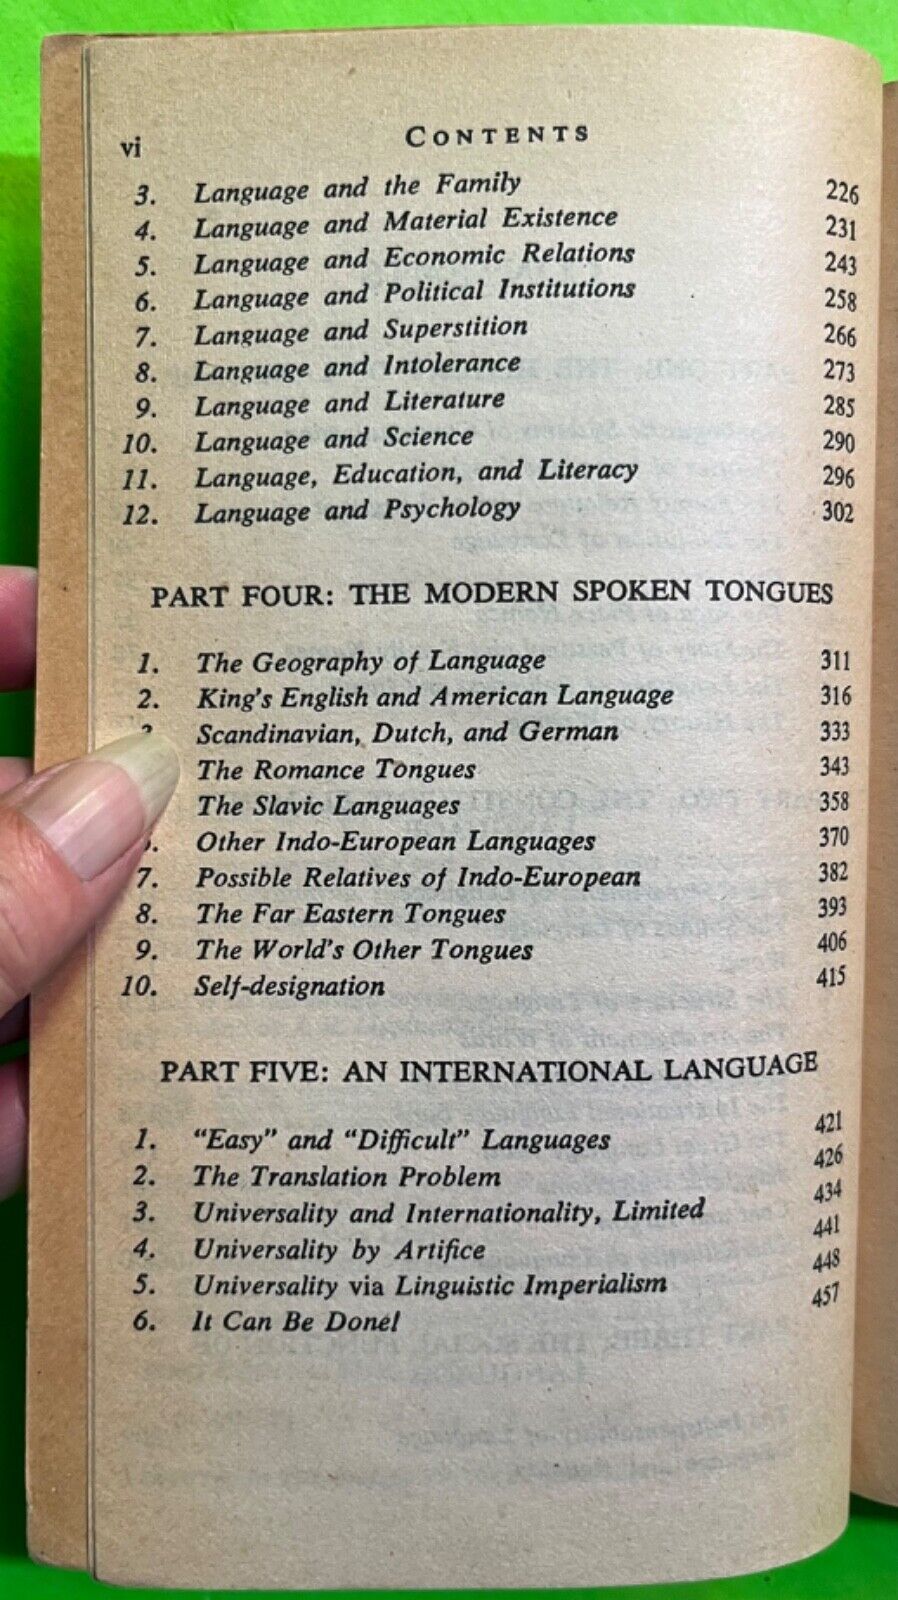 vi CONTENTS
3. Language and the Family 226
4. Language and Material Existence 231
5. Language and Economic Relations 243
6. Language and Political Institutions 258
7. Language and Superstition 266
8. Language and Intolerance 273
9. Language and Literature 285
10. Language and Science 290
11. Language, Education, and Literacy 296
12. Language and Psychology 302
PART FOUR: THE MODERN SPOKEN TONGUES
1. The Geography of Language 311
2. King's English and American Language 316
Scandinavian, Dutch, and German 333
The Romance Tongues 343
The Slavic Languages 358
Other Indo-European Languages 370
7. Possible Relatives of Indo-European 382
8. The Far Eastern Tongues 393
9. The World's Other Tongues 406
10. Self-designation 415
PART FIVE: AN INTERNATIONAL LANGUAGE
1. "Easy" and "Difficult" Languages 421
2. The Translation Problem 426
3. Universality and Internationality, Limited 434
4. Universality by Artifice 441
5. Universality via Linguistic Imperialism 448
6. It Can Be Done! 457